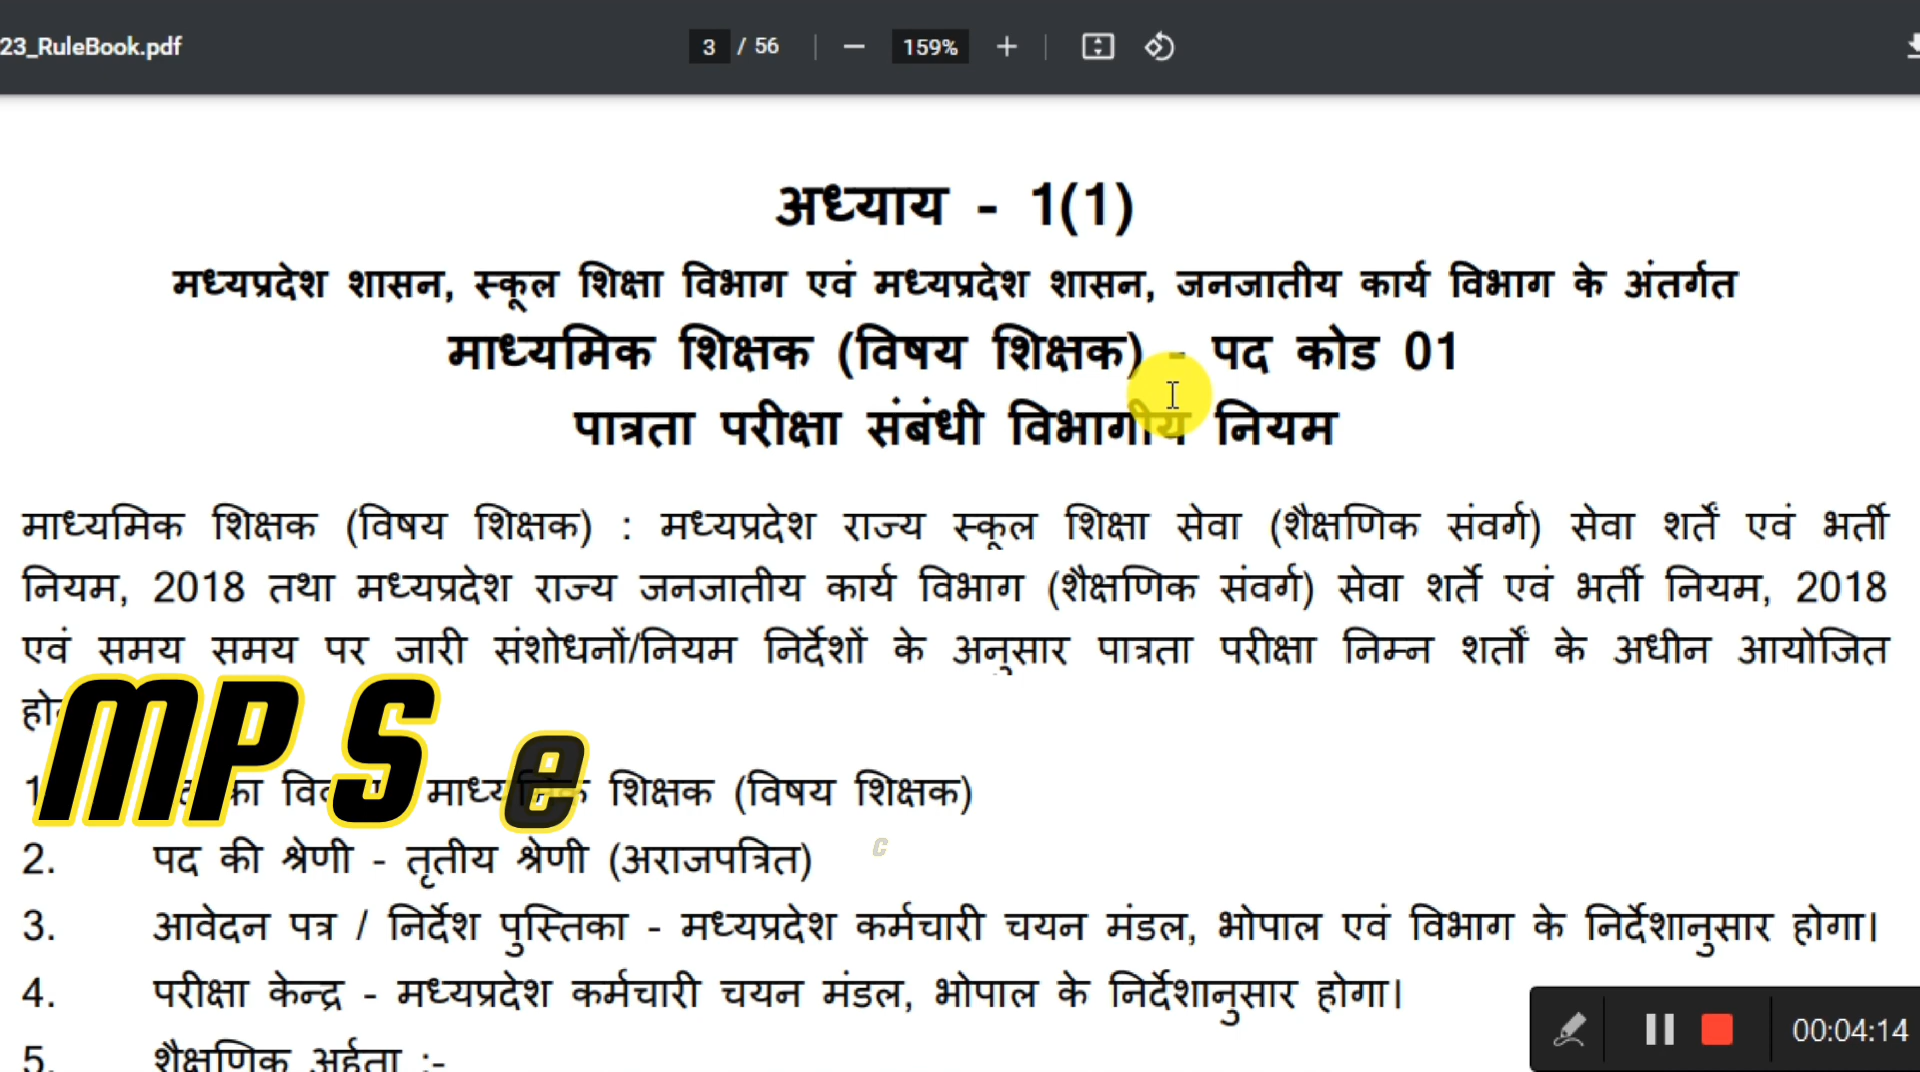 23_RuleBook.pdf 3 / 56 159%
अध्याय - 1(1)
मध्यप्रदेश शासन, स्कूल शिक्षा विभाग एवं मध्यप्रदेश शासन, जनजातीय कार्य विभाग के अंतर्गत
माध्यमिक शिक्षक (विषय शिक्षक) - पद कोड 01
पात्रता परीक्षा संबंधी विभागीय नियम
माध्यमिक शिक्षक (विषय शिक्षक) : मध्यप्रदेश राज्य स्कूल शिक्षा सेवा (शैक्षणिक संवर्ग) सेवा शर्तें एवं भर्ती
नियम, 2018 तथा मध्यप्रदेश राज्य जनजातीय कार्य विभाग (शैक्षणिक संवर्ग) सेवा शर्ते एवं भर्ती नियम, 2018
एवं समय समय पर जारी संशोधनों/नियम निर्देशों के अनुसार पात्रता परीक्षा निम्न शर्तों के अधीन आयोजित
MP S e
शिक्षक (विषय शिक्षक)
c
2. पद की श्रेणी - तृतीय श्रेणी (अराजपत्रित)
3. आवेदन पत्र / निर्देश पुस्तिका - मध्यप्रदेश कर्मचारी चयन मंडल, भोपाल एवं विभाग के निर्देशानुसार होगा।
4. परीक्षा केन्द्र - मध्यप्रदेश कर्मचारी चयन मंडल, भोपाल के निर्देशानुसार होगा।
5. शैक्षणिक अर्हता :-
00:04:14